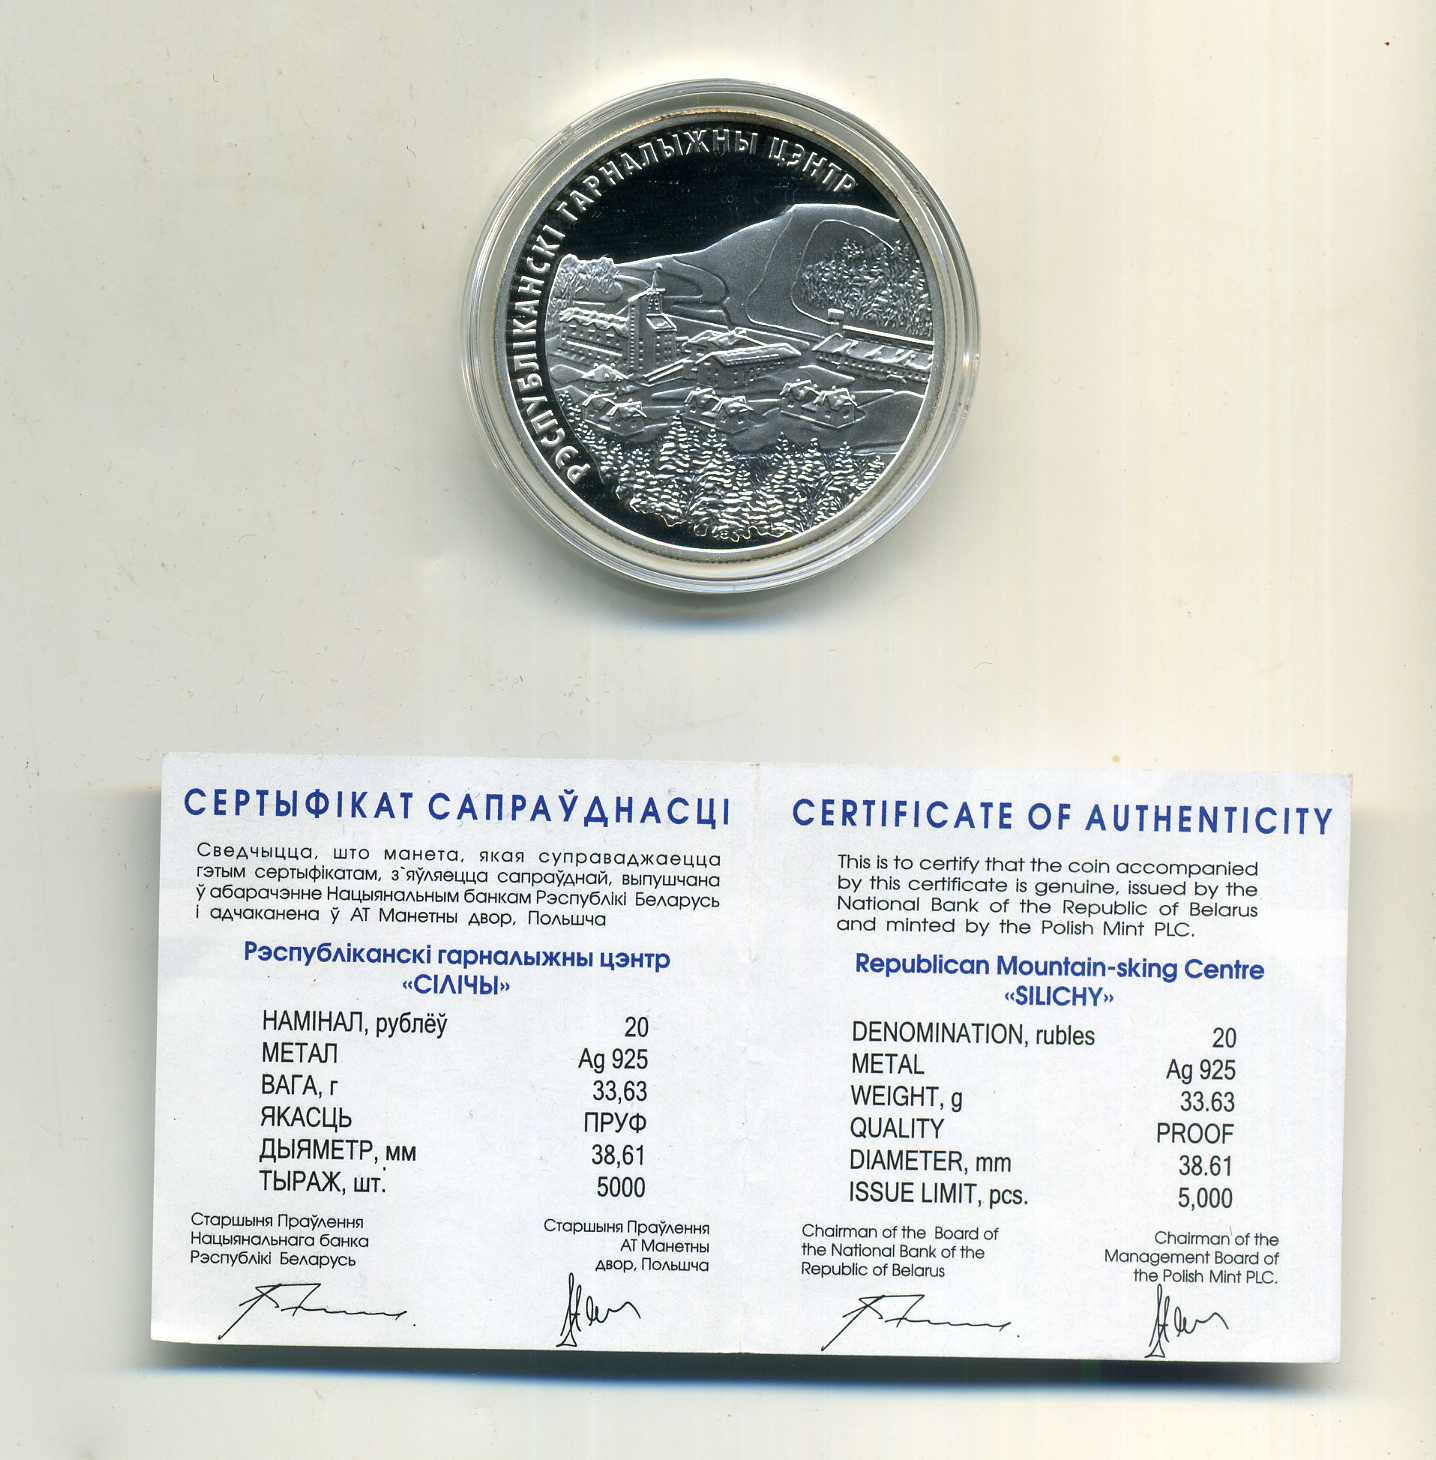 РЭСПУБЛІКАНСКІ ГАРНАЛЫЖНЫ ЦЭНТР
СЕРТЫФІКАТ САПРАЎДНАСЦІ
Сведчыцца, што манета, якая суправаджаецца
гэтым сертыфікатам, з`яўляецца сапраўднай, выпушчана
ў абарачэнне Нацыянальным банкам Рэспублікі Беларусь
і адчаканена ў АТ Манетны двор, Польшча
Рэспубліканскі гарналыжны цэнтр
«СІЛІЧЫ»
НАМІНАЛ, рублёў 20
МЕТАЛ Ag 925
ВАГА, г 33,63
ЯКАСЦЬ ПРУФ
ДЫЯМЕТР, мм 38,61
ТЫРАЖ, шт. 5000
Старшыня Праўлення
Нацыянальнага банка
Рэспублікі Беларусь
Старшыня Праўлення
АТ Манетны
двор, Польшча
CERTIFICATE OF AUTHENTICITY
This is to certify that the coin accompanied
by this certificate is genuine, issued by the
National Bank of the Republic of Belarus
and minted by the Polish Mint PLC.
Republican Mountain-sking Centre
«SILICHY»
DENOMINATION, rubles 20
METAL Ag 925
WEIGHT, g 33.63
QUALITY PROOF
DIAMETER, mm 38.61
ISSUE LIMIT, pcs. 5,000
Chairman of the Board of
the National Bank of the
Republic of Belarus
Chairman of the
Management Board of
the Polish Mint PLC.